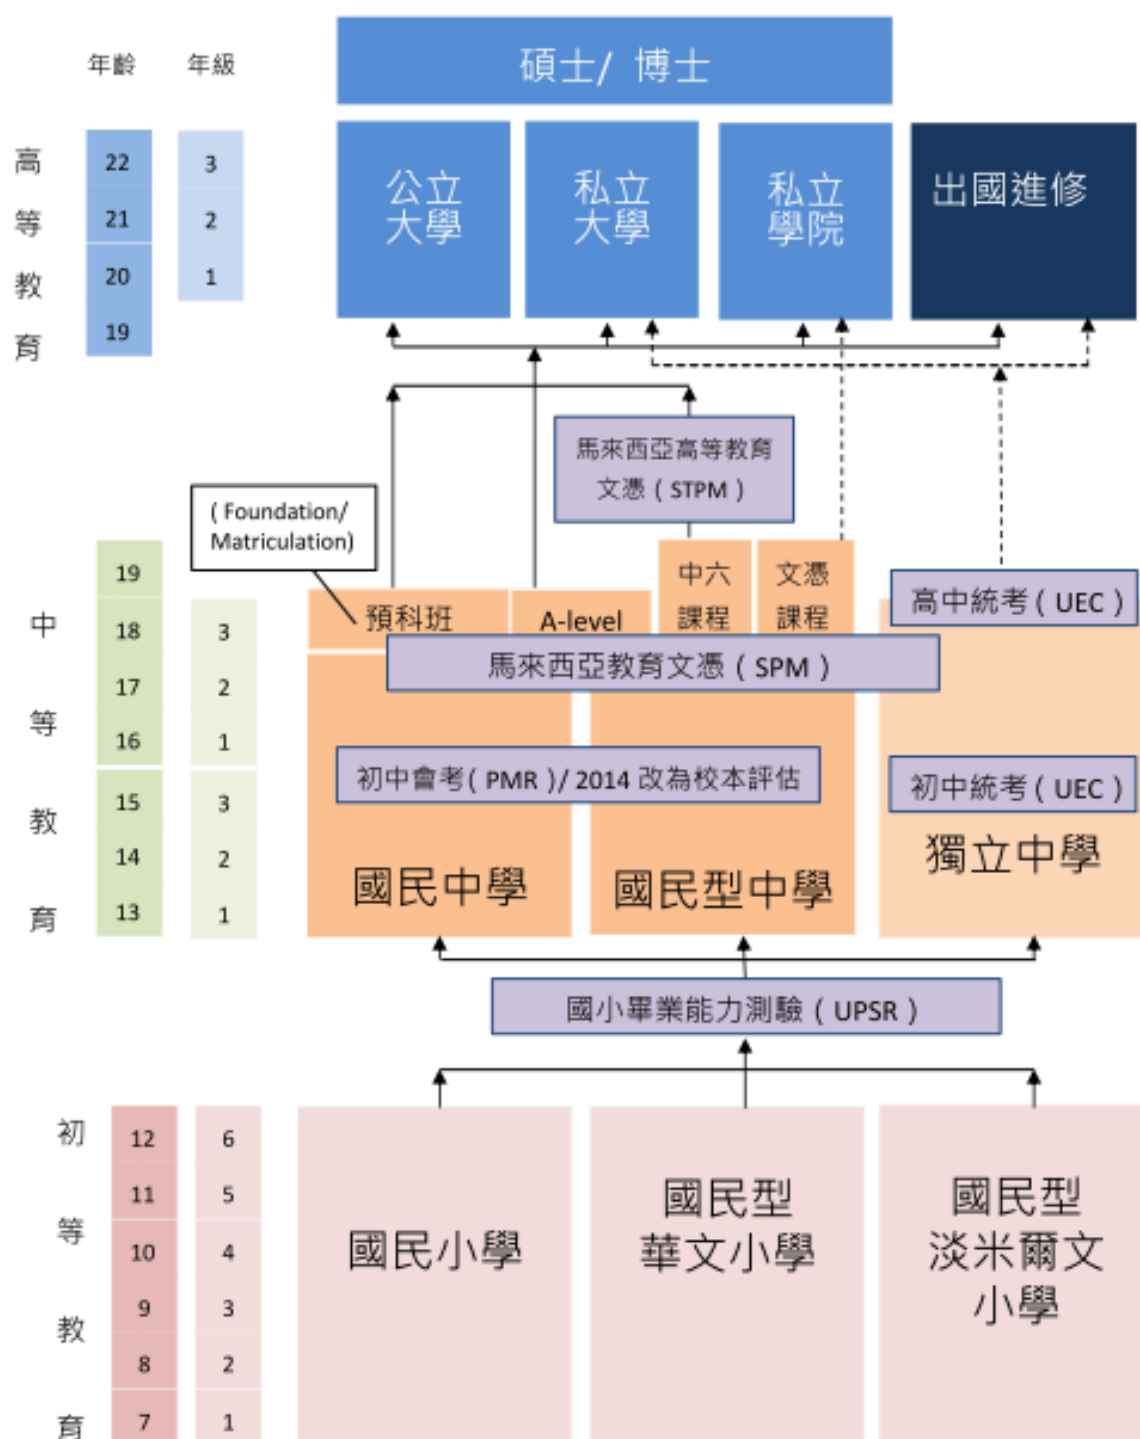 年齡
年級
碩士/ 博士
高
等
教
育
22
21
20
19
3
2
1
公立
大學
私立
大學
私立
學院
出國進修
馬來西亞高等教育
文憑（STPM）
( Foundation/
Matriculation)
中
等
教
育
19
18
17
16
15
14
13
3
2
1
3
2
1
預科班
A-level
中六
課程
文憑
課程
高中統考（UEC）
馬來西亞教育文憑（SPM）
初中會考( PMR )/ 2014 改為校本評估
初中統考（UEC）
國民中學
國民型中學
獨立中學
國小畢業能力測驗（UPSR）
初
等
教
育
12
11
10
9
8
7
6
5
4
3
2
1
國民小學
國民型
華文小學
國民型
淡米爾文
小學